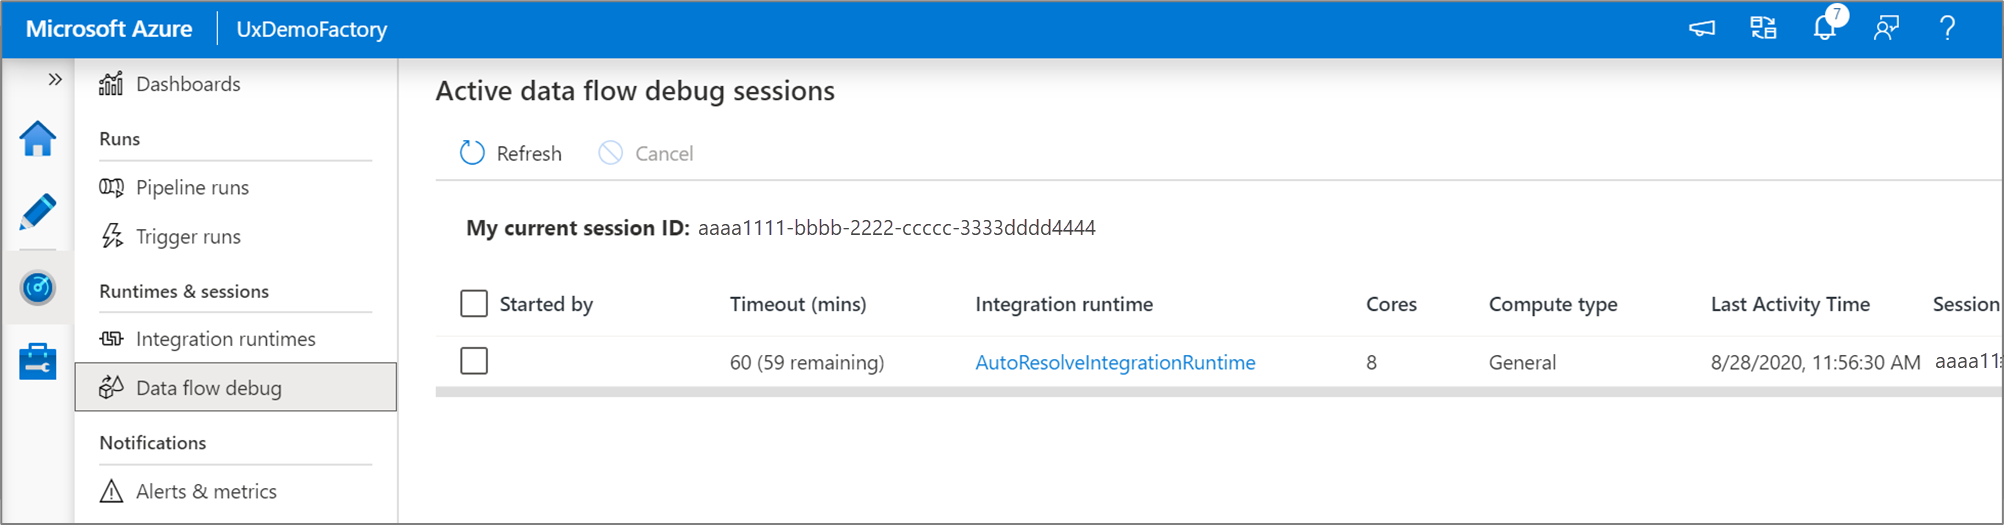 Microsoft Azure UxDemoFactory 7
Dashboards
Runs
Pipeline runs
Trigger runs
Runtimes & sessions
Integration runtimes
Data flow debug
Notifications
Alerts & metrics
Active data flow debug sessions
Refresh Cancel
My current session ID: aaaa1111-bbbb-2222-ccccc-3333dddd4444
Started by Timeout (mins) Integration runtime Cores Compute type Last Activity Time Session
60 (59 remaining) AutoResolveIntegrationRuntime 8 General 8/28/2020, 11:56:30 AM aaaa11